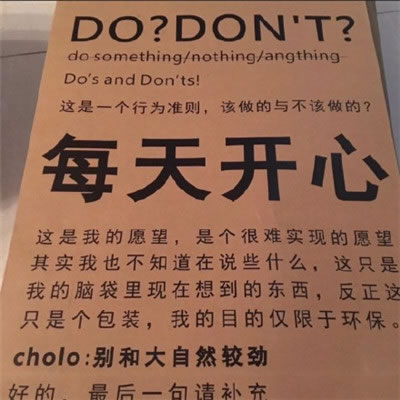 DO?DON'T?
do something/nothing/angthing
Do's and Don'ts!
这是一个行为准则，该做的与不该做的？
每天开心
这是我的愿望，是个很难实现的愿望
其实我也不知道在说些什么，这只是
我的脑袋里现在想到的东西，反正这
只是个包装，我的目的仅限于环保。
cholo:别和大自然较劲
好的，最后一句请补充